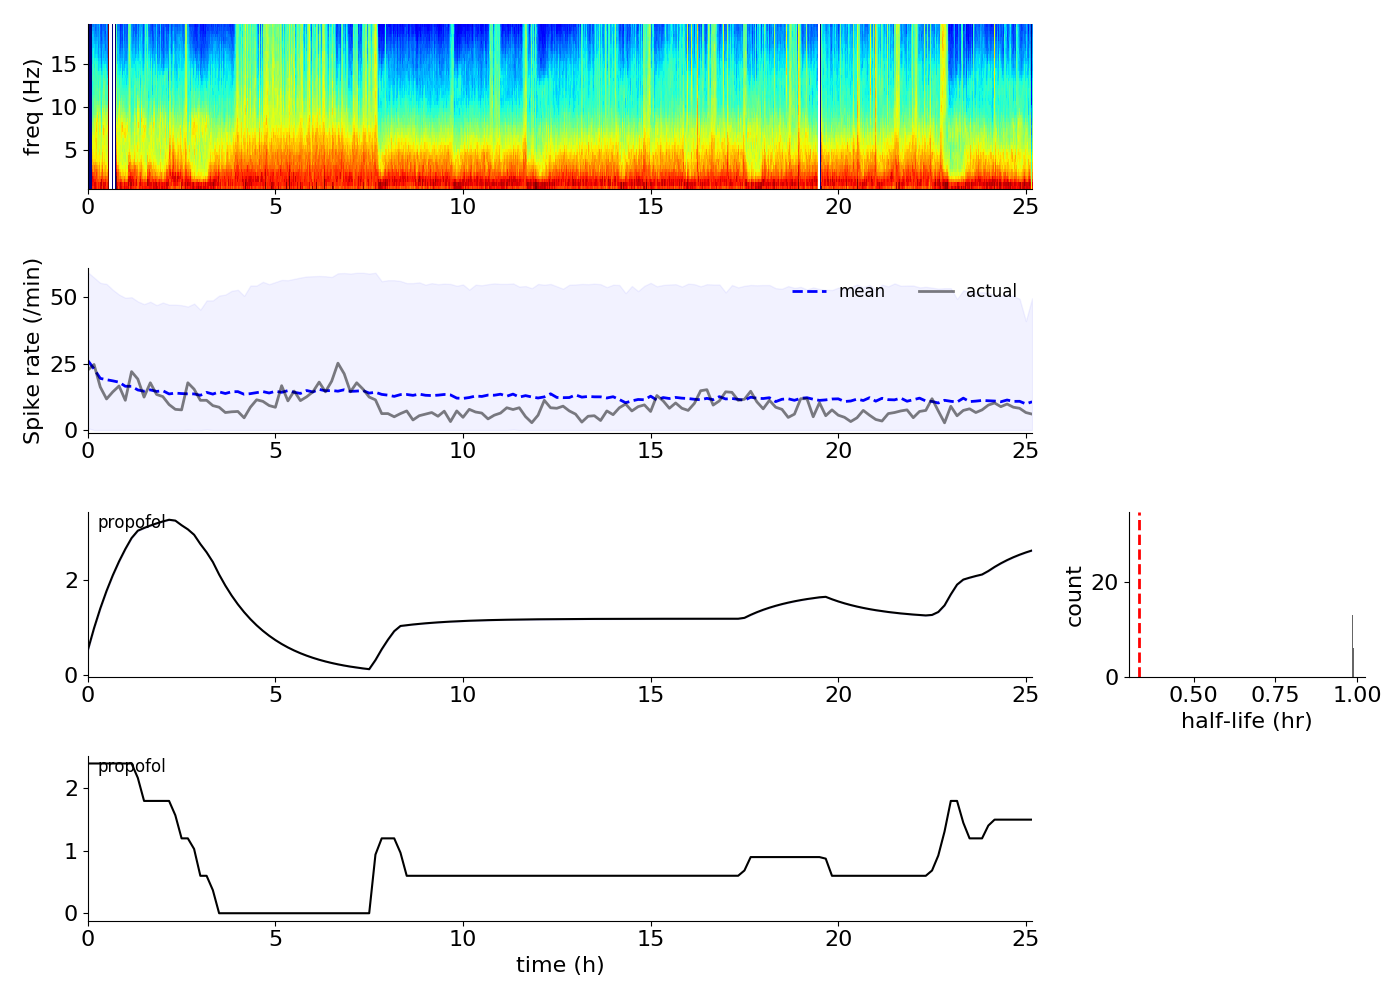 freq (Hz)
15
10
5
0 5 10 15 20 25
Spike rate (/min)
50
25
0
mean actual
0 5 10 15 20 25
propofol
2
0
0 5 10 15 20 25
count
20
0
0.50 0.75 1.00
half-life (hr)
propofol
2
1
0
0 5 10 15 20 25
time (h)